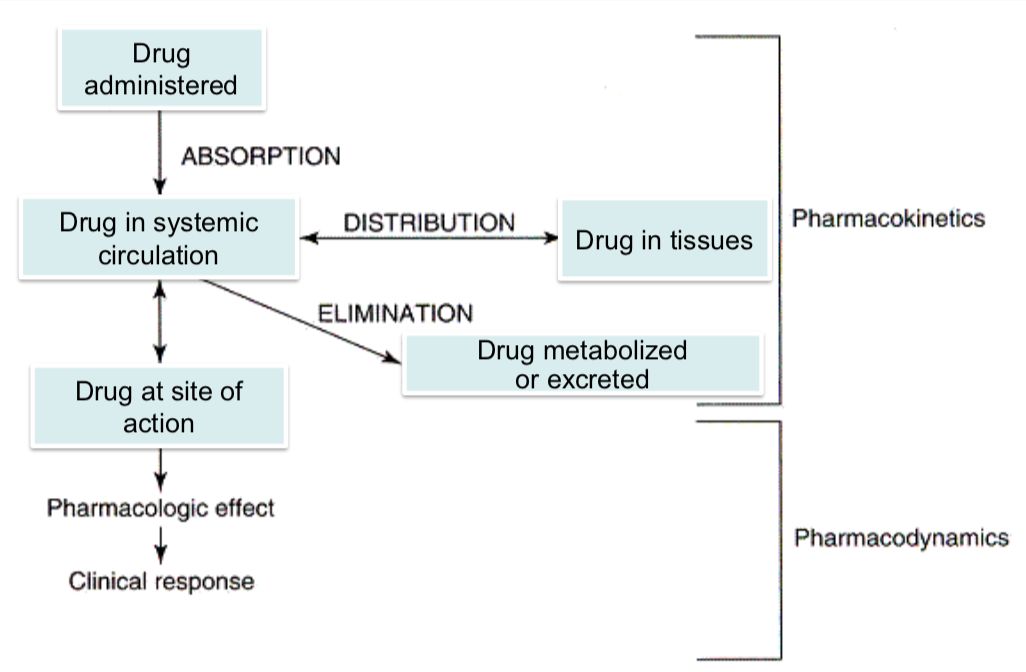 Drug
administered
ABSORPTION
Drug in systemic
circulation
DISTRIBUTION
Drug in tissues
Pharmacokinetics
ELIMINATION
Drug metabolized
or excreted
Drug at site of
action
Pharmacologic effect
Clinical response
Pharmacodynamics